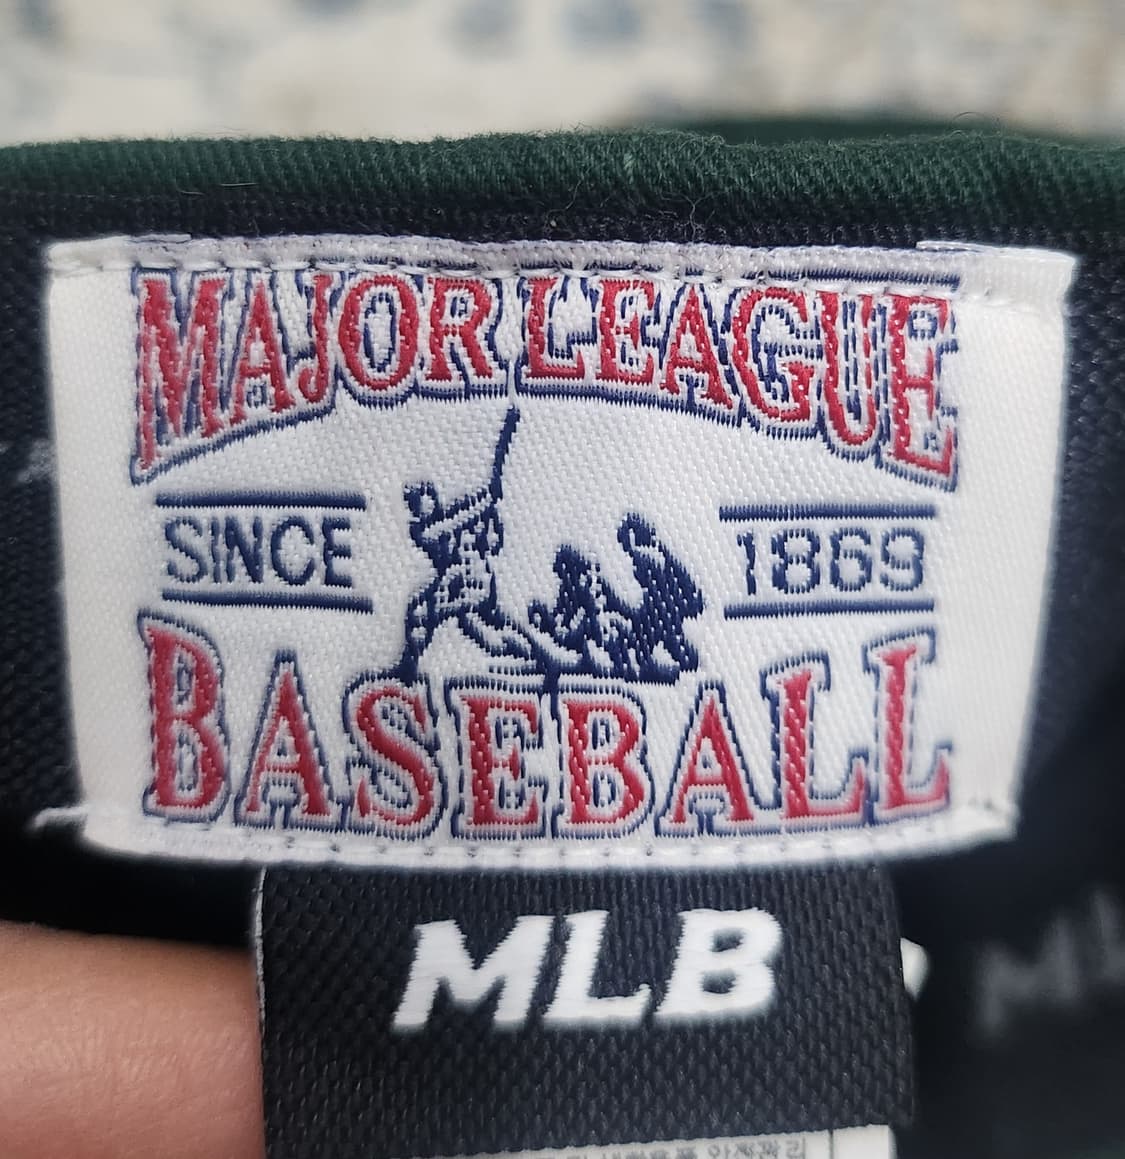 MAJOR LEAGUE
SINCE 1869
BASEBALL
MLB